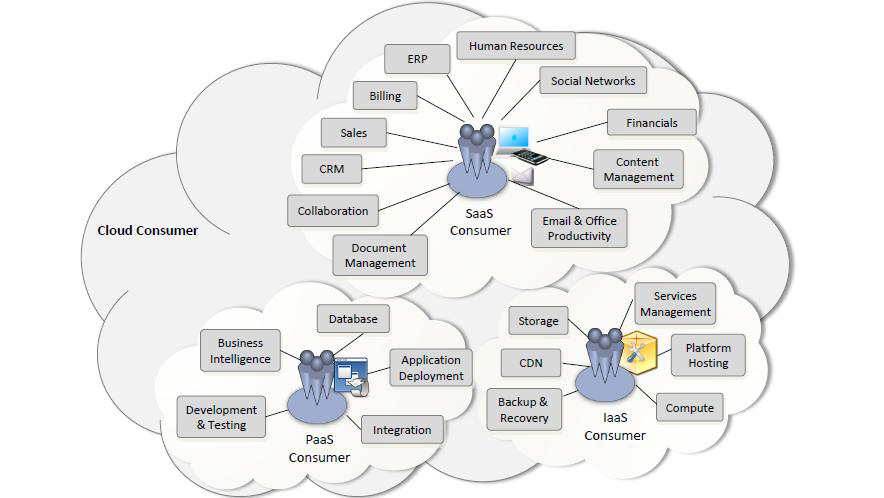 Human Resources
ERP
Social Networks
Billing
Financials
Sales
Content
Management
CRM
Collaboration
SaaS
Consumer
Email & Office
Productivity
Document
Management
Cloud Consumer
Database
Business
Intelligence
Application
Deployment
Development
& Testing
Integration
PaaS
Consumer
Services
Management
Storage
Platform
Hosting
CDN
Backup &
Recovery
Compute
IaaS
Consumer